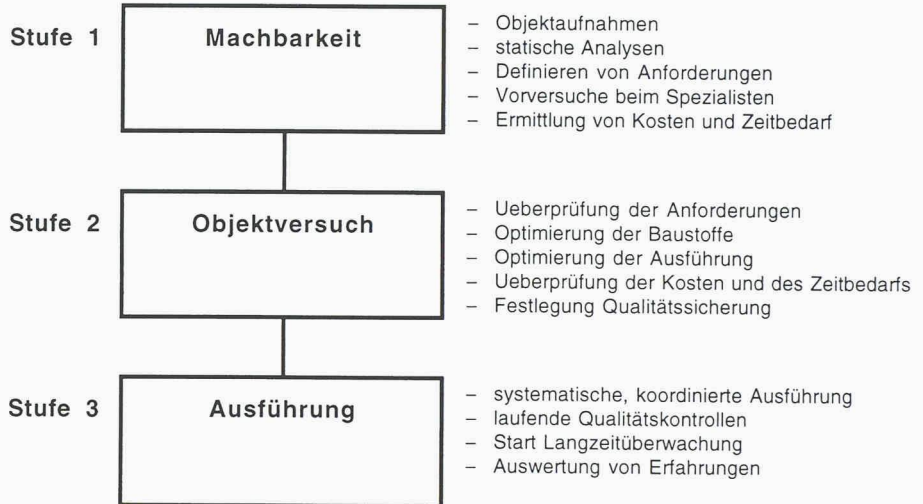 Stufe 1
Machbarkeit
– Objektaufnahmen
– statische Analysen
– Definieren von Anforderungen
– Vorversuche beim Spezialisten
– Ermittlung von Kosten und Zeitbedarf
Stufe 2
Objektversuch
– Ueberprüfung der Anforderungen
– Optimierung der Baustoffe
– Optimierung der Ausführung
– Ueberprüfung der Kosten und des Zeitbedarfs
– Festlegung Qualitätssicherung
Stufe 3
Ausführung
– systematische, koordinierte Ausführung
– laufende Qualitätskontrollen
– Start Langzeitüberwachung
– Auswertung von Erfahrungen